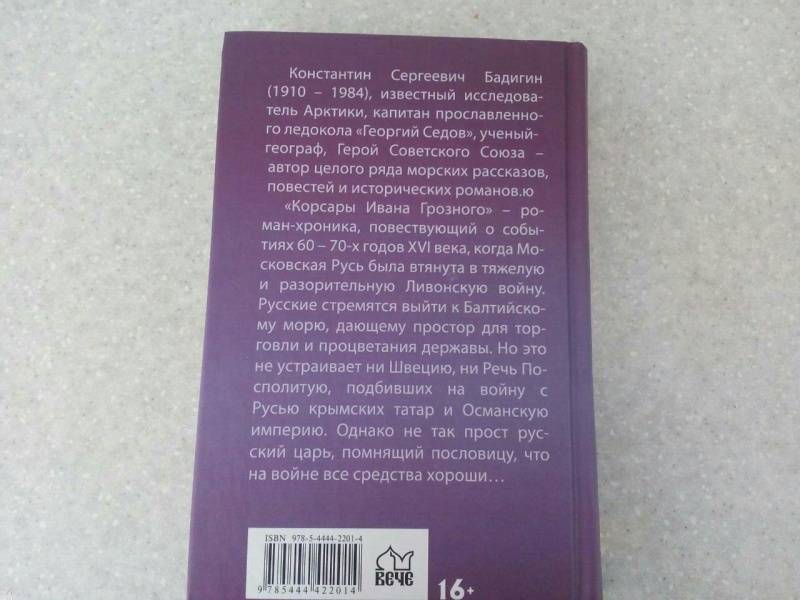 Константин Сергеевич Бадигин
(1910 – 1984), известный исследова-
тель Арктики, капитан прославленно-
го ледокола «Георгий Седов», ученый-
географ, Герой Советского Союза –
автор целого ряда морских рассказов,
повестей и исторических романов.ю
«Корсары Ивана Грозного» – ро-
ман-хроника, повествующий о собы-
тиях 60 – 70-х годов XVI века, когда Мо-
сковская Русь была втянута в тяжелую
и разорительную Ливонскую войну.
Русские стремятся выйти к Балтийско-
му морю, дающему простор для тор-
говли и процветания державы. Но это
не устраивает ни Швецию, ни Речь По-
сполитую, подбивших на войну с
Русью крымских татар и Османскую
империю. Однако не так прост рус-
ский царь, помнящий пословицу, что
на войне все средства хороши...
ISBN 978-5-4444-2201-4
9 785444 422014
ВЕЧЕ
16+